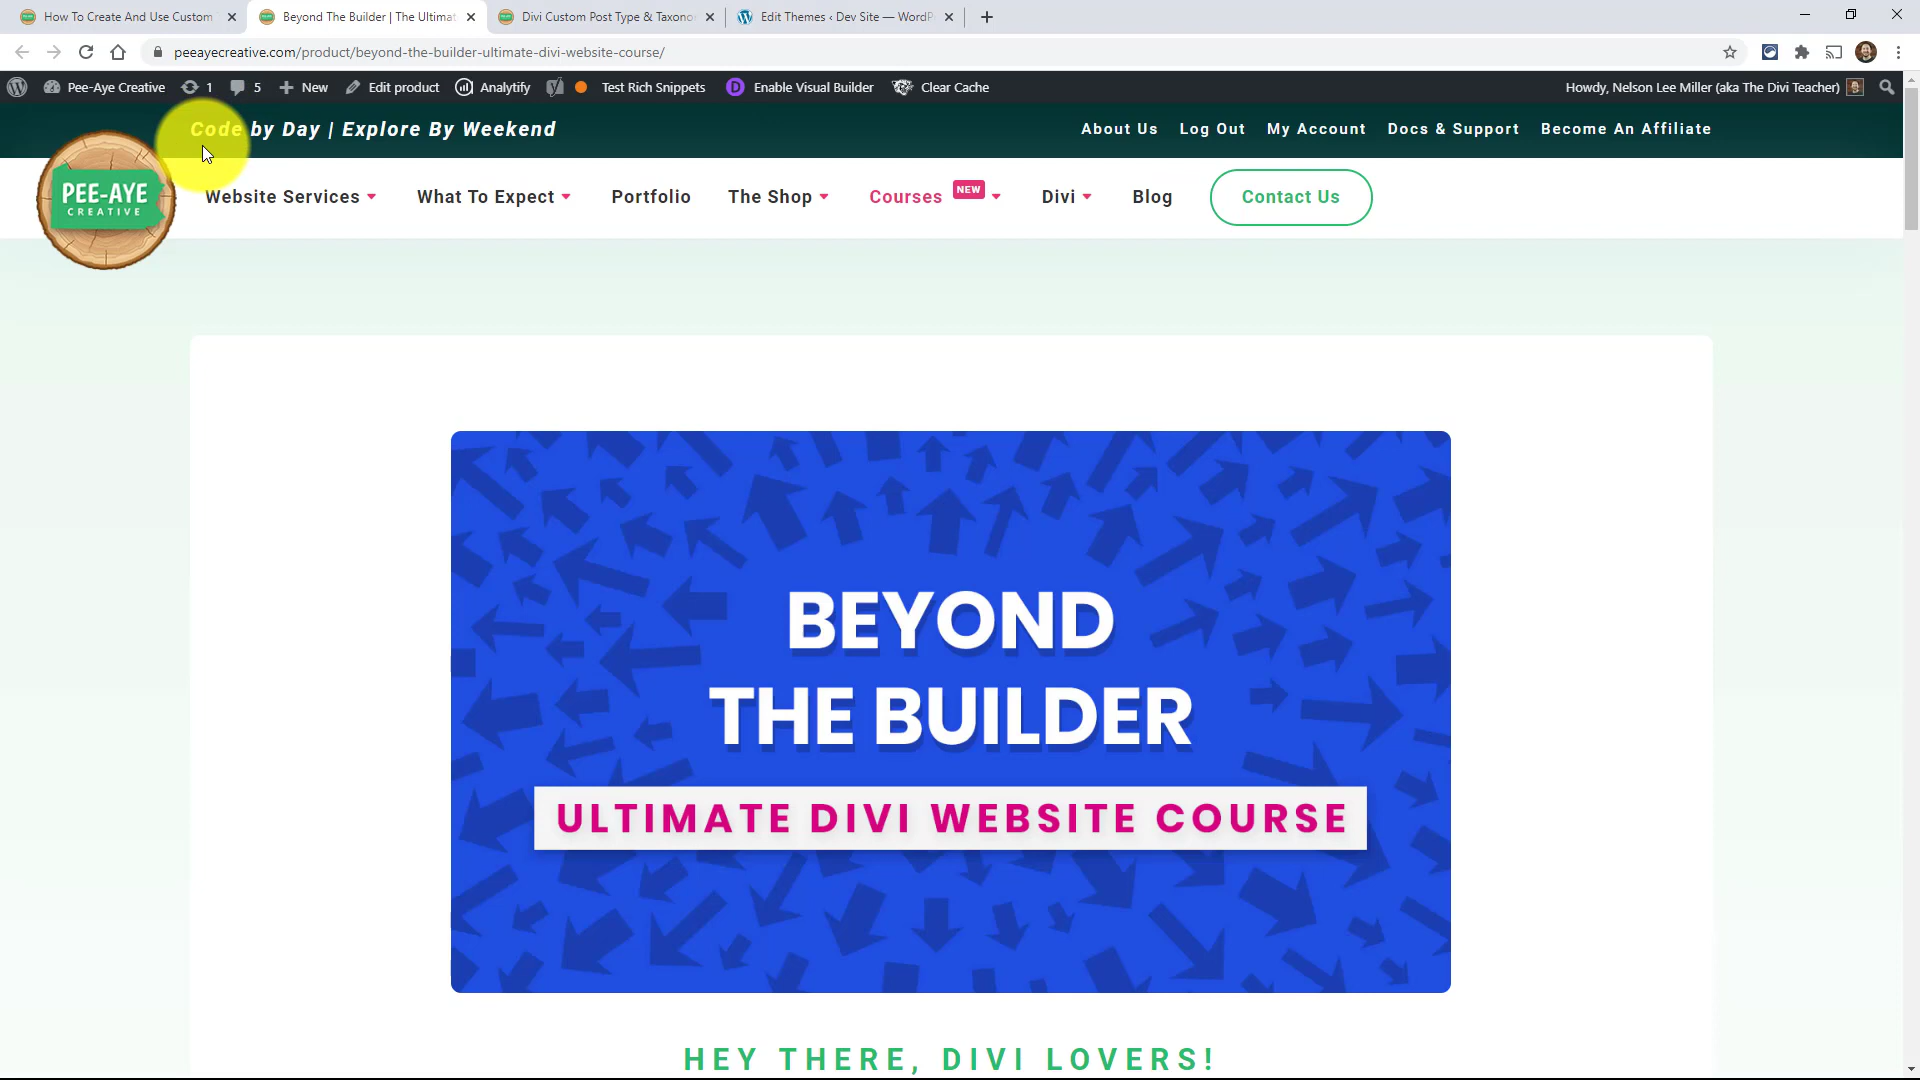 How To Create And Use Custom
Beyond The Builder | The Ultima
Divi Custom Post Type & Taxono
Edit Themes ‹ Dev Site — WordP
peeayecreative.com/product/beyond-the-builder-ultimate-divi-website-course/
Pee-Aye Creative
1
5
New
Edit product
Analytify
Test Rich Snippets
Enable Visual Builder
Clear Cache
Howdy, Nelson Lee Miller (aka The Divi Teacher)
Code by Day | Explore By Weekend
About Us
Log Out
My Account
Docs & Support
Become An Affiliate
PEE-AYE
CREATIVE
Website Services
What To Expect
Portfolio
The Shop
Courses
NEW
Divi
Blog
Contact Us
BEYOND
THE BUILDER
ULTIMATE DIVI WEBSITE COURSE
HEY THERE, DIVI LOVERS!